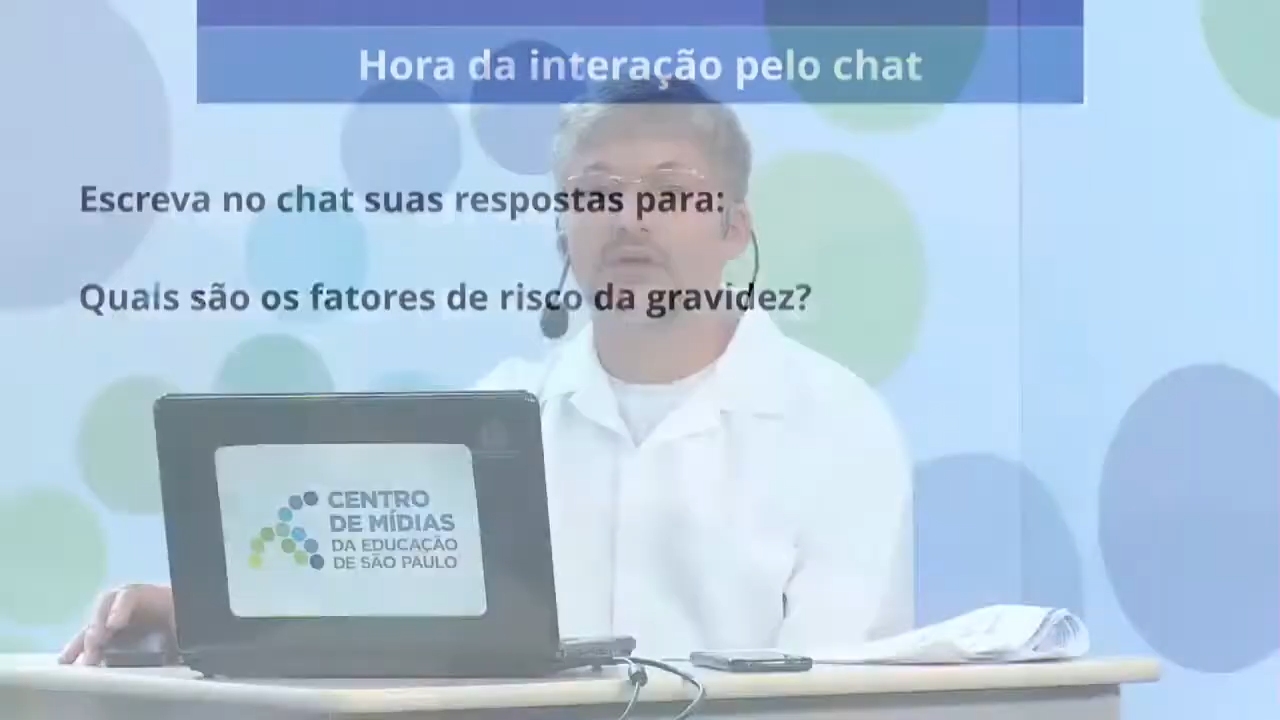 Hora da interação pelo chat
Escreva no chat suas respostas para:
Quais são os fatores de risco da gravidez?
CENTRO
DE MÍDIAS
DA EDUCAÇÃO
DE SÃO PAULO